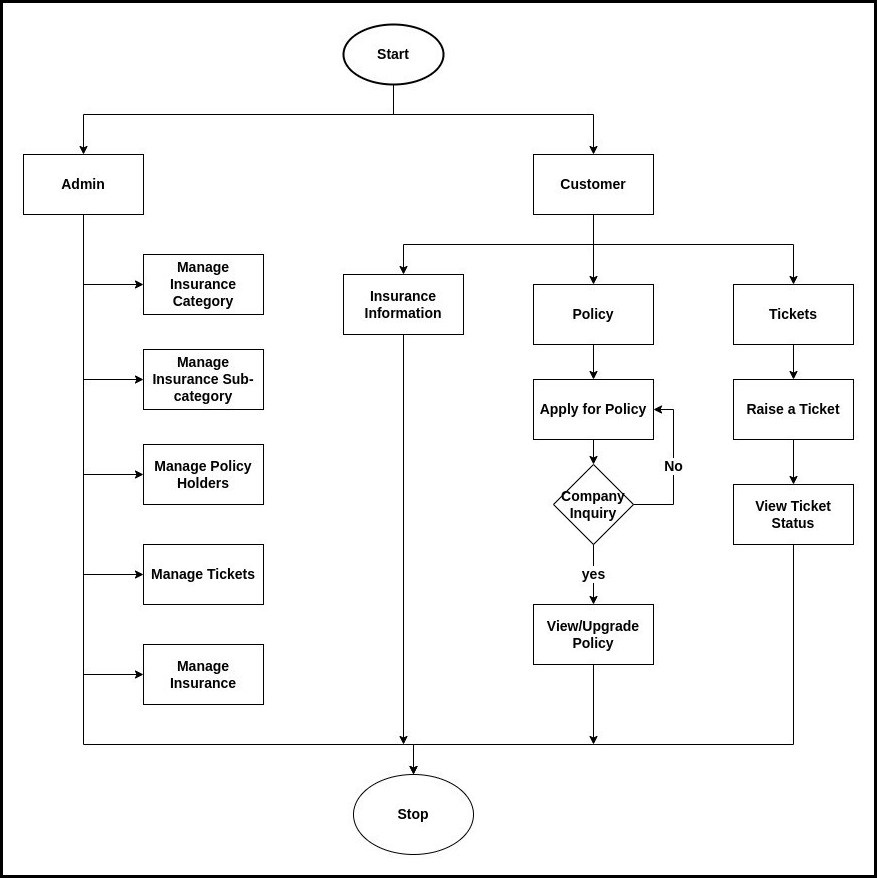 Start
Admin
Customer
Manage
Insurance
Category
Insurance
Information
Policy
Tickets
Manage
Insurance Sub-
category
Apply for Policy
Raise a Ticket
Manage Policy
Holders
No
Company
Inquiry
View Ticket
Status
Manage Tickets
yes
View/Upgrade
Policy
Manage
Insurance
Stop